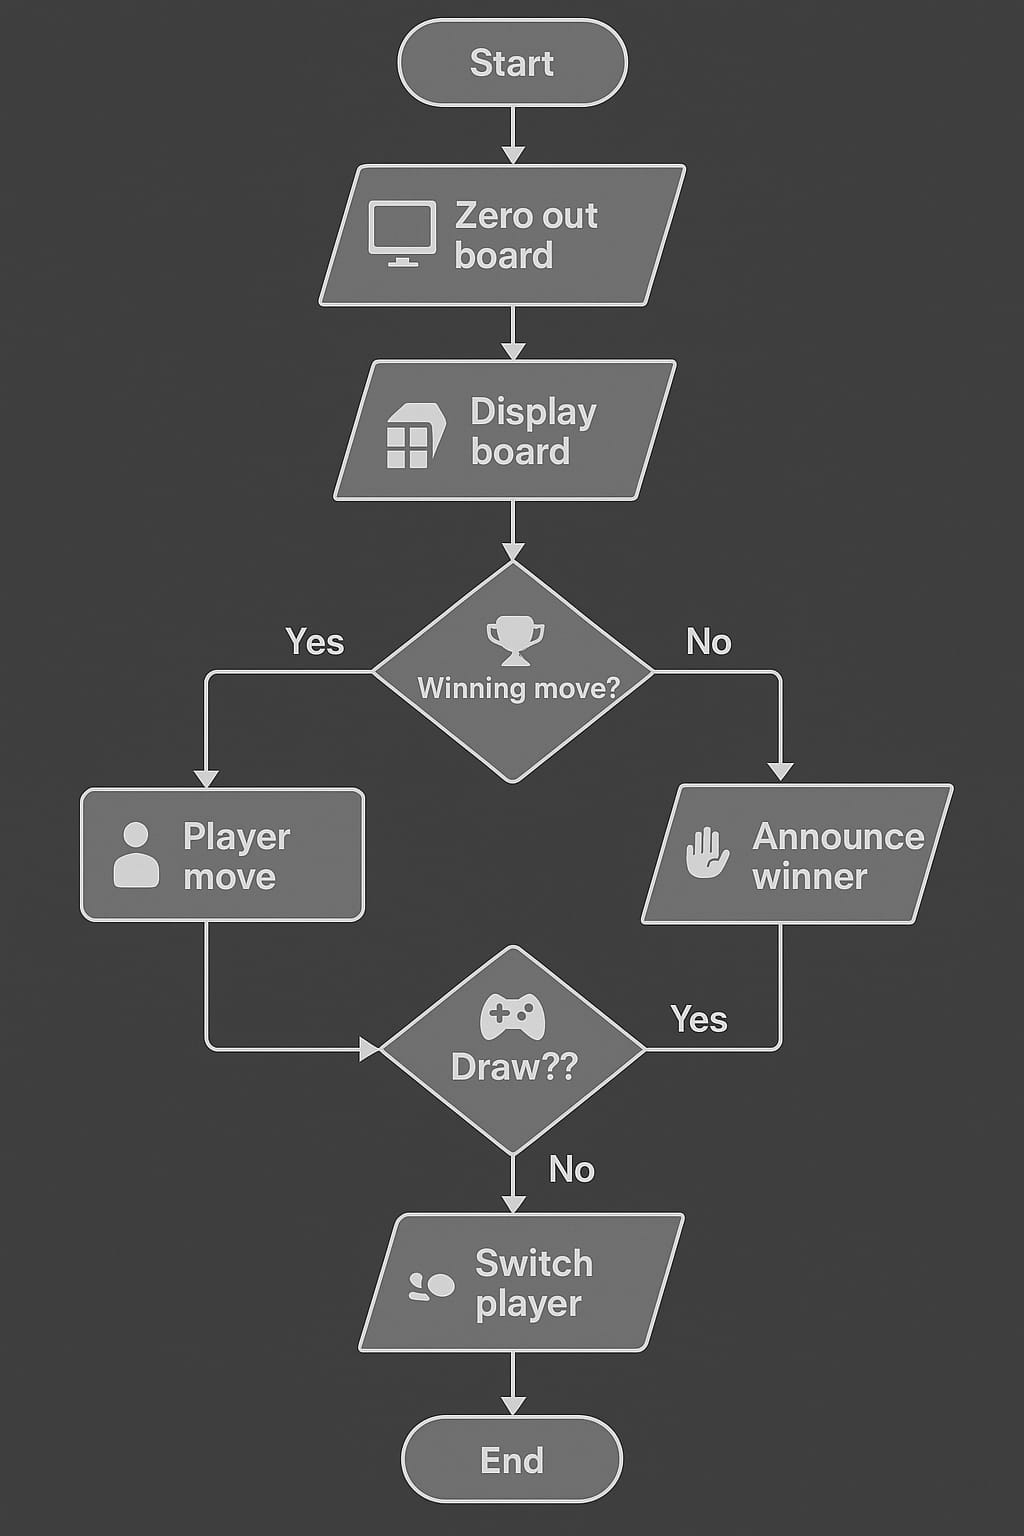 Start
Zero out
board
Display
board
Winning move?
Yes
No
Player
move
Announce
winner
Draw??
Yes
No
Switch
player
End